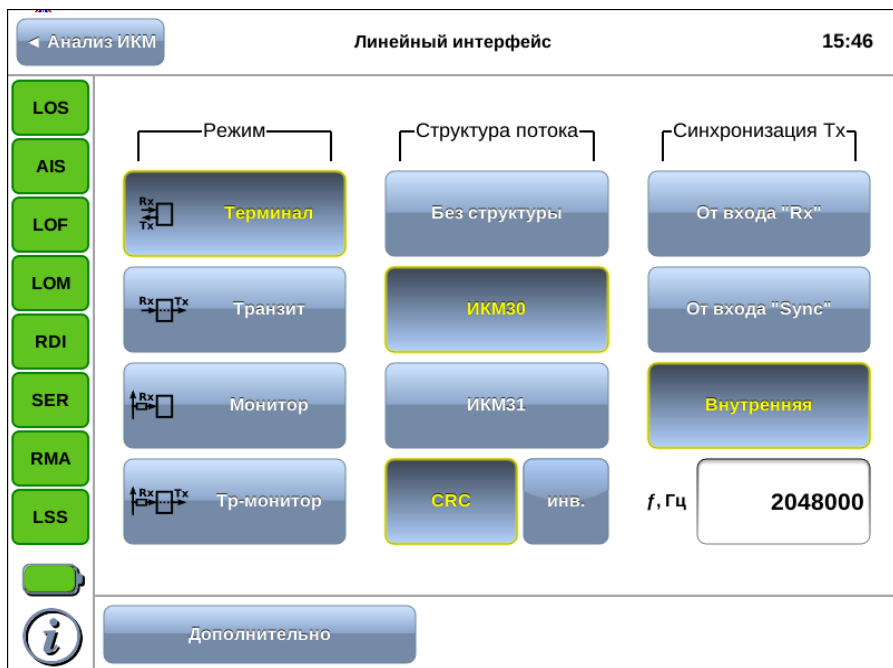 ◄ Анализ ИКМ
Линейный интерфейс
15:46
LOS
AIS
LOF
LOM
RDI
SER
RMA
LSS
Режим
Rx
Tx
Терминал
Rx Tx
Транзит
Rx
Монитор
Rx Tx
Тр-монитор
Структура потока
Без структуры
ИКМ30
ИКМ31
CRC
инв.
Синхронизация Tx
От входа "Rx"
От входа "Sync"
Внутренняя
f, Гц
2048000
i
Дополнительно